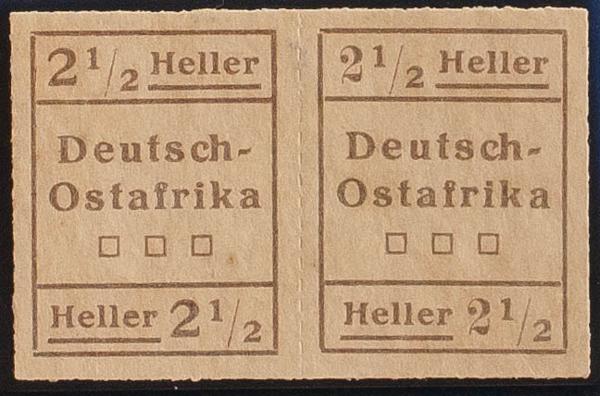 2 1/2 Heller
Deutsch-
Ostafrika
Heller 2 1/2
2 1/2 Heller
Deutsch-
Ostafrika
Heller 2 1/2